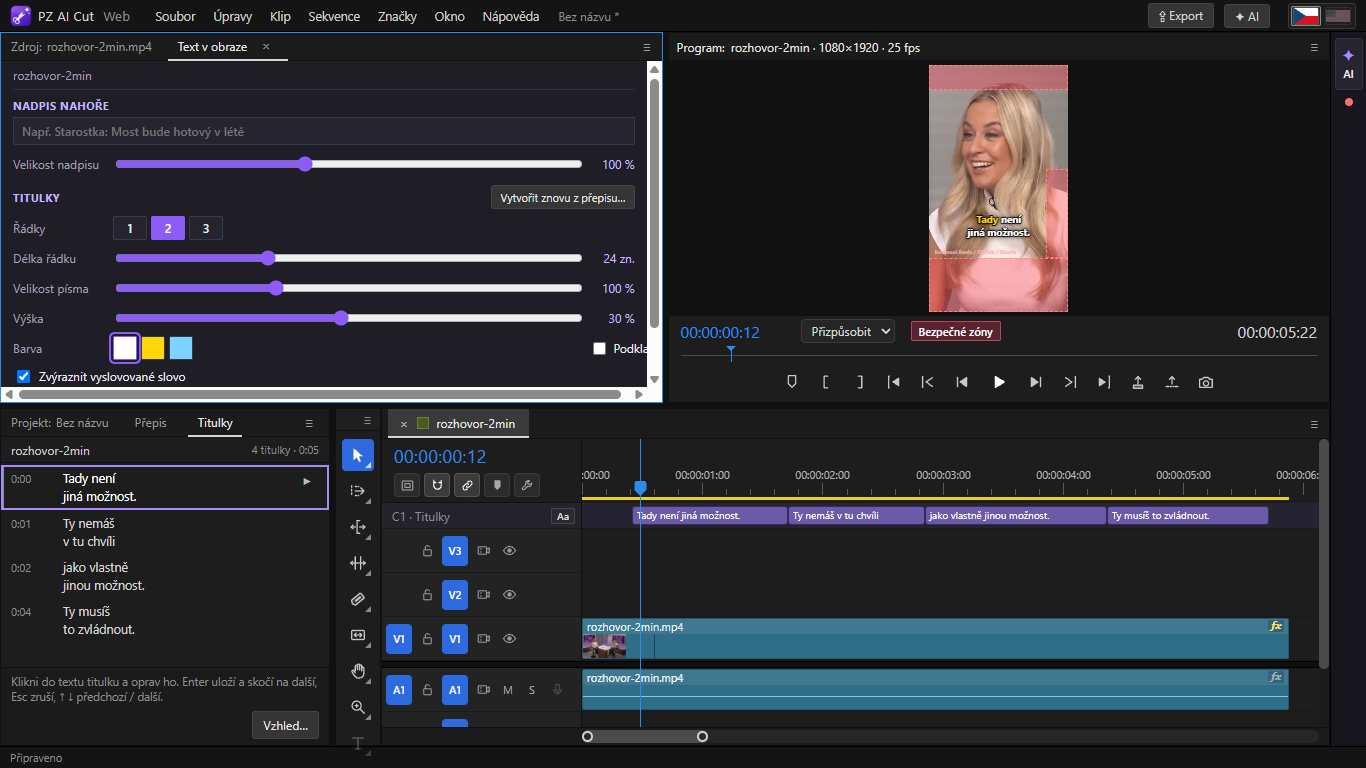 PZ AI Cut Web Soubor Úpravy Klip Sekvence Značky Okno Nápověda Bez názvu * Export AI
Zdroj: rozhovor-2min.mp4 Text v obraze ×
rozhovor-2min
NADPIS NAHOŘE
Např. Starostka: Most bude hotový v létě
Velikost nadpisu 100 %
TITULKY Vytvořit znovu z přepisu...
Řádky 1 2 3
Délka řádku 24 zn.
Velikost písma 100 %
Výška 30 %
Barva Podkla
Zvýraznit vyslovované slovo
Program: rozhovor-2min · 1080×1920 · 25 fps
Tady není
jiná možnost.
00:00:00:12 Přizpůsobit Bezpečné zóny 00:00:05:22
AI
Projekt: Bez názvu Přepis Titulky
rozhovor-2min 4 titulky · 0:05
0:00 Tady není
jiná možnost.
0:01 Ty nemáš
v tu chvíli
0:02 jako vlastně
jinou možnost.
0:04 Ty musíš
to zvládnout.
Klikni do textu titulku a oprav ho. Enter uloží a skočí na další,
Esc zruší, ↑↓ předchozí / další.
Vzhled...
× rozhovor-2min
00:00:00:12
:00:00 00:00:01:00 00:00:02:00 00:00:03:00 00:00:04:00 00:00:05:00 00:00:06:
C1 · Titulky Aa Tady není jiná možnost. Ty nemáš v tu chvíli jako vlastně jinou možnost. Ty musíš to zvládnout.
V3
V2
V1 V1 rozhovor-2min.mp4 fx
A1 A1 M S rozhovor-2min.mp4 fx
Připraveno